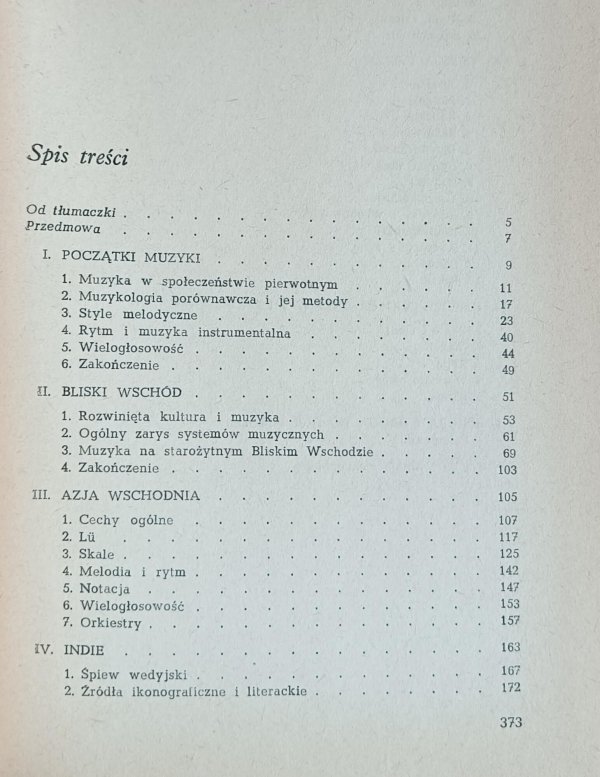 Spis treści
Od tłumaczki . . . . . . . . . . . . . . . . 5
Przedmowa . . . . . . . . . . . . . . . . 7
I. POCZĄTKI MUZYKI . . . . . . . . . . . 9
1. Muzyka w społeczeństwie pierwotnym . . . . . . 11
2. Muzykologia porównawcza i jej metody . . . . . . 17
3. Style melodyczne . . . . . . . . . . . . 23
4. Rytm i muzyka instrumentalna . . . . . . . . 40
5. Wielogłosowość . . . . . . . . . . . . 44
6. Zakończenie . . . . . . . . . . . . . 49
II. BLISKI WSCHÓD . . . . . . . . . . . . 51
1. Rozwinięta kultura i muzyka . . . . . . . . 53
2. Ogólny zarys systemów muzycznych . . . . . . 61
3. Muzyka na starożytnym Bliskim Wschodzie . . . . . 69
4. Zakończenie . . . . . . . . . . . . . 103
III. AZJA WSCHODNIA . . . . . . . . . . . . 105
1. Cechy ogólne . . . . . . . . . . . . 107
2. Lü . . . . . . . . . . . . . . . 117
3. Skale . . . . . . . . . . . . . . . 125
4. Melodia i rytm . . . . . . . . . . . . 142
5. Notacja . . . . . . . . . . . . . . 147
6. Wielogłosowość . . . . . . . . . . . . 153
7. Orkiestry . . . . . . . . . . . . . . 157
IV. INDIE . . . . . . . . . . . . . . . 163
1. Śpiew wedyjski . . . . . . . . . . . . 167
2. Źródła ikonograficzne i literackie . . . . . . . 172
373